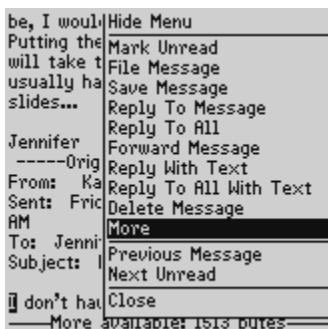 be, I woul
Putting the
will take t
usually ha
slides...
Jennifer
-----Orig
From: Ka
Sent: Fric
AM
To: Jenni
Subject:
I don't hav
More available: 1513 bytes
Hide Menu
Mark Unread
File Message
Save Message
Reply To Message
Reply To All
Forward Message
Reply With Text
Reply To All With Text
Delete Message
More
Previous Message
Next Unread
Close